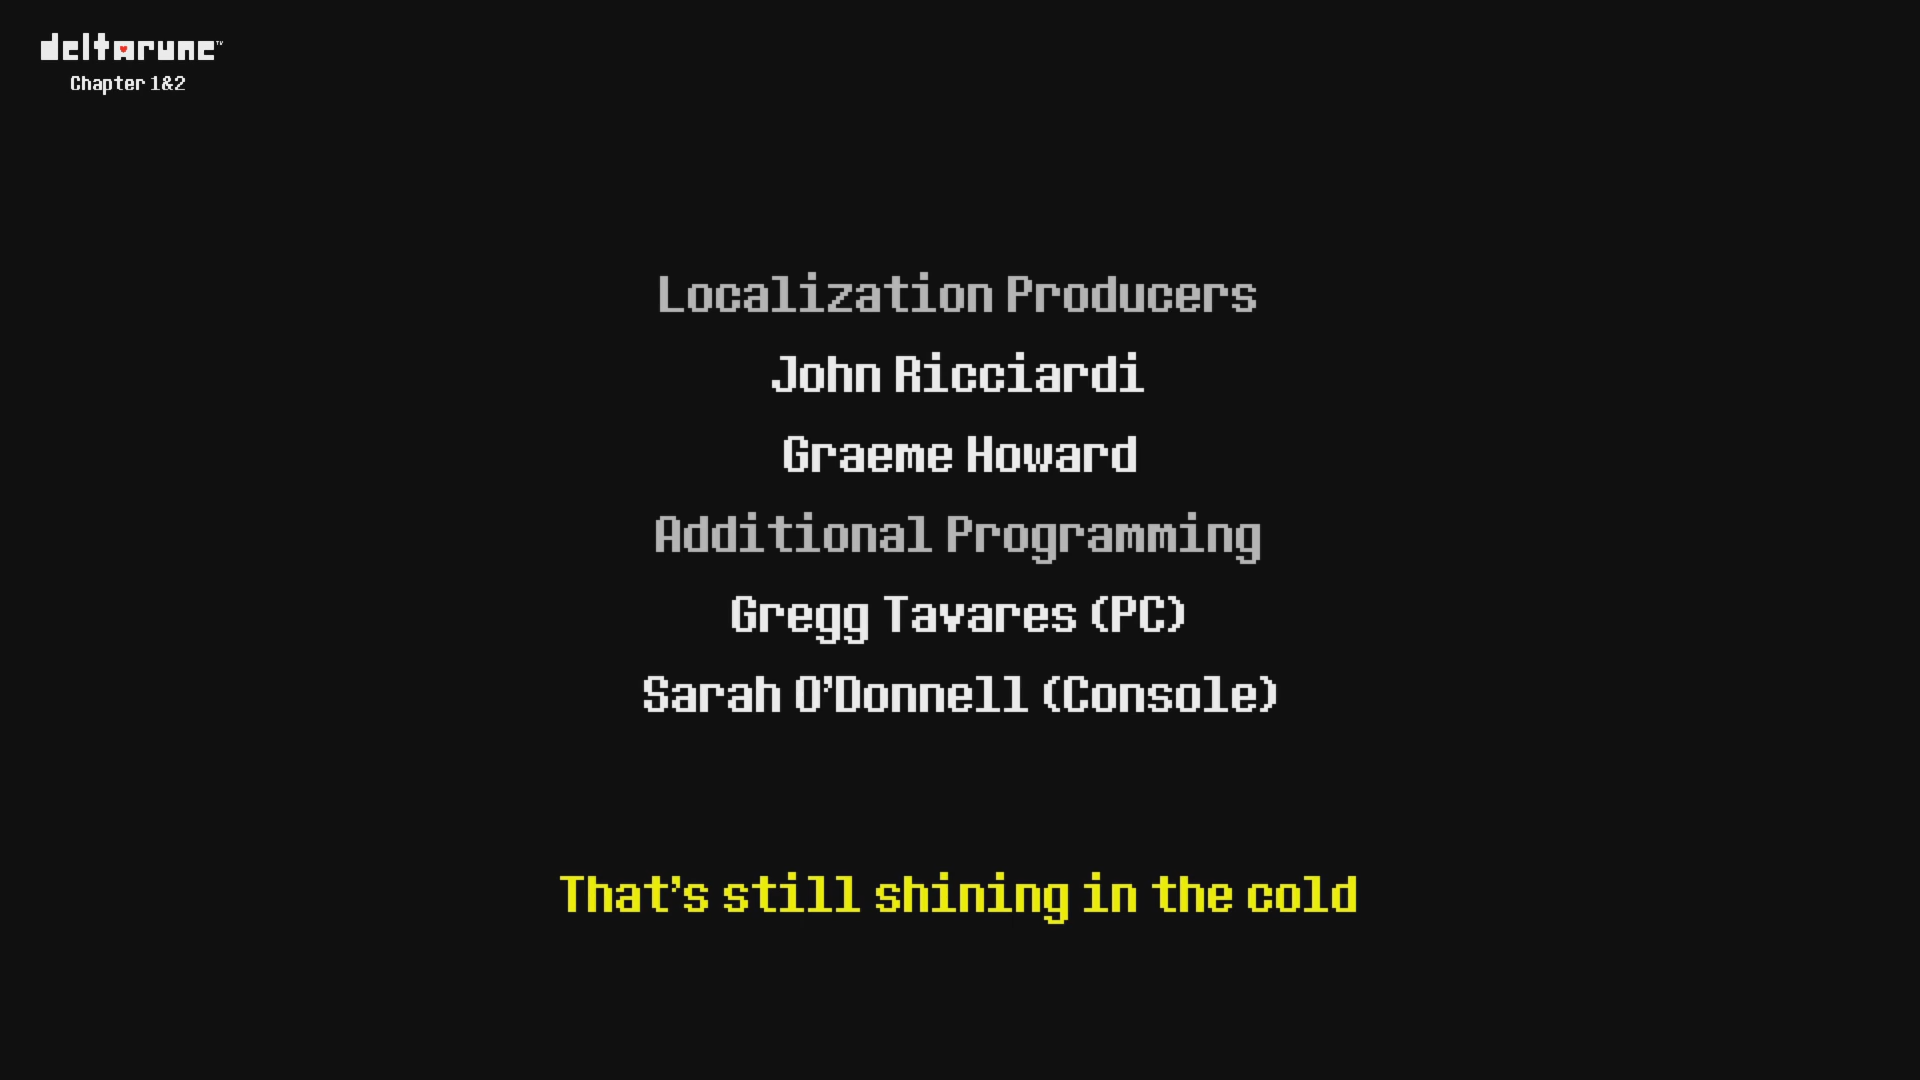 deltarune™
Chapter 1&2
Localization Producers
John Ricciardi
Graeme Howard
Additional Programming
Gregg Tavares (PC)
Sarah O'Donnell (Console)
That's still shining in the cold